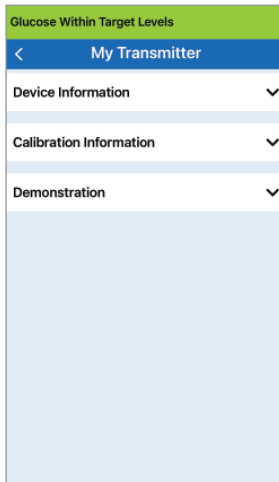 Glucose Within Target Levels
My Transmitter
Device Information
Calibration Information
Demonstration